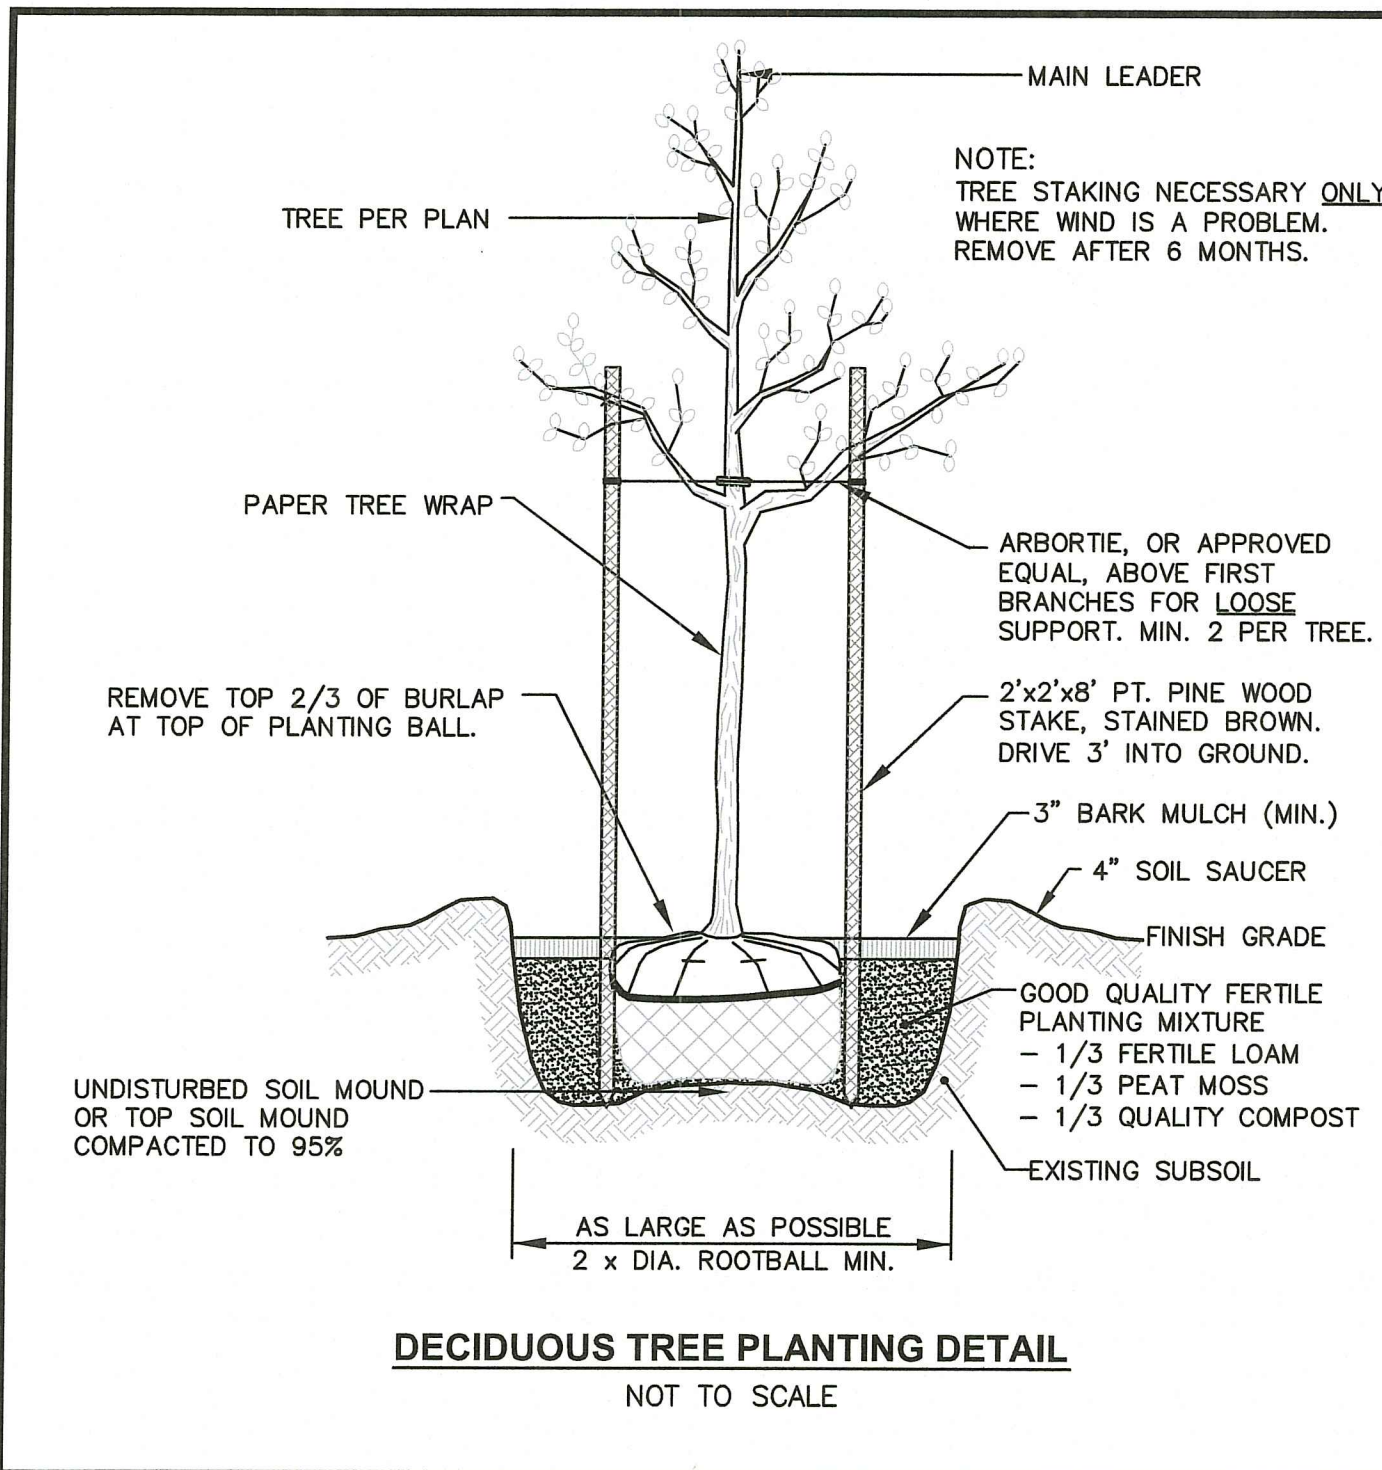 MAIN LEADER
NOTE:
TREE STAKING NECESSARY ONLY
WHERE WIND IS A PROBLEM.
REMOVE AFTER 6 MONTHS.
TREE PER PLAN
PAPER TREE WRAP
ARBORTIE, OR APPROVED
EQUAL, ABOVE FIRST
BRANCHES FOR LOOSE
SUPPORT. MIN. 2 PER TREE.
REMOVE TOP 2/3 OF BURLAP
AT TOP OF PLANTING BALL.
2'x2'x8' PT. PINE WOOD
STAKE, STAINED BROWN.
DRIVE 3' INTO GROUND.
3" BARK MULCH (MIN.)
4" SOIL SAUCER
FINISH GRADE
GOOD QUALITY FERTILE
PLANTING MIXTURE
- 1/3 FERTILE LOAM
- 1/3 PEAT MOSS
- 1/3 QUALITY COMPOST
UNDISTURBED SOIL MOUND
OR TOP SOIL MOUND
COMPACTED TO 95%
EXISTING SUBSOIL
AS LARGE AS POSSIBLE
2 x DIA. ROOTBALL MIN.
DECIDUOUS TREE PLANTING DETAIL
NOT TO SCALE